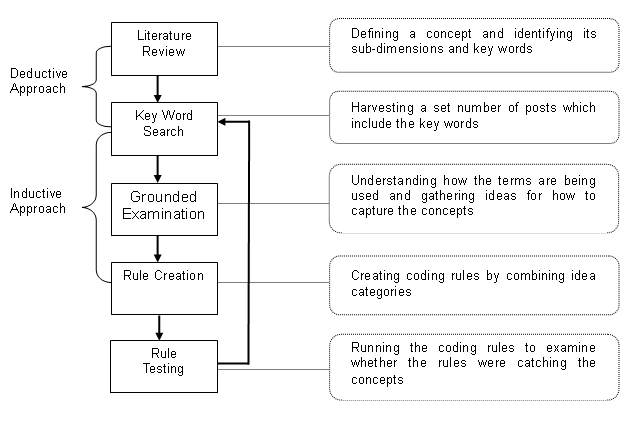 Literature
Review
Defining a concept and identifying its
sub-dimensions and key words
Deductive
Approach
Key Word
Search
Harvesting a set number of posts which
include the key words
Inductive
Approach
Grounded
Examination
Understanding how the terms are being
used and gathering ideas for how to
capture the concepts
Rule Creation
Creating coding rules by combining idea
categories
Rule
Testing
Running the coding rules to examine
whether the rules were catching the
concepts